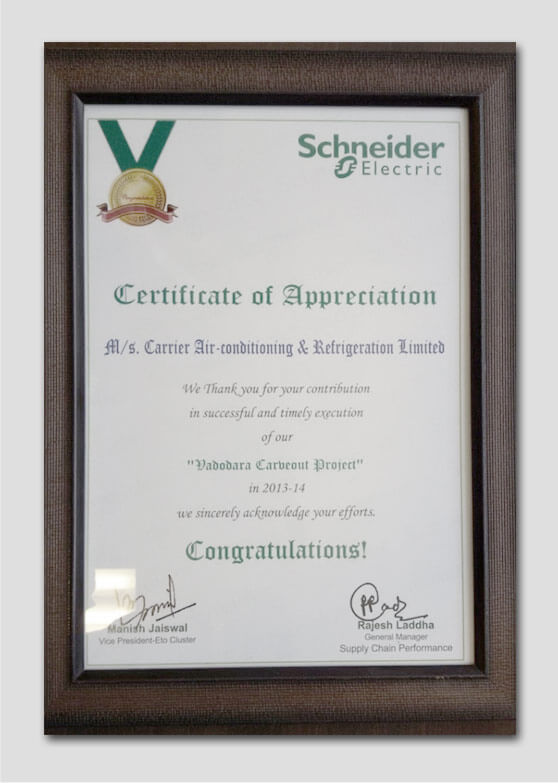 Schneider
Electric
Certificate of Appreciation
M/s. Carrier Air-conditioning & Refrigeration Limited
We Thank you for your contribution
in successful and timely execution
of our
"Vadodara Carveout Project"
in 2013-14
we sincerely acknowledge your efforts.
Congratulations!
Manish Jaiswal
Vice President-Eto Cluster
Rajesh Laddha
General Manager
Supply Chain Performance